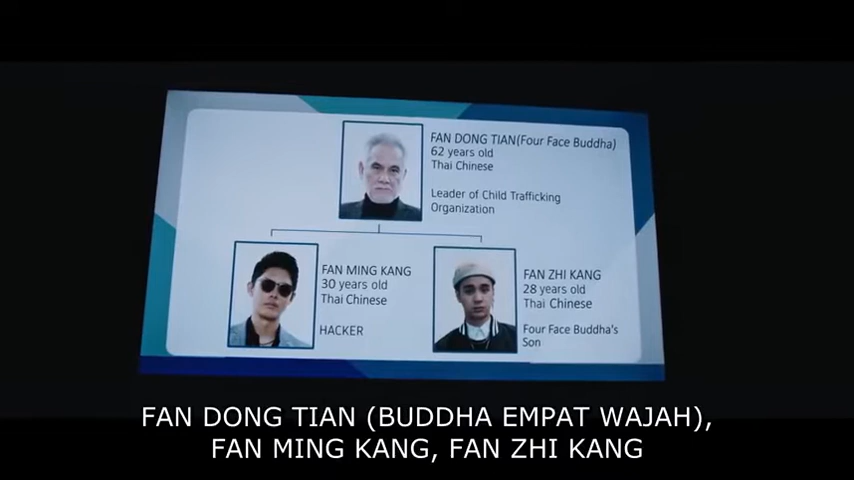 FAN DONG TIAN(Four Face Buddha)
62 years old
Thai Chinese
Leader of Child Trafficking
Organization)
FAN MING KANG
30 years old
Thai Chinese
HACKER
FAN ZHI KANG
28 years old
Thai Chinese
Four Face Buddha's
Son
FAN DONG TIAN (BUDDHA EMPAT WAJAH),
FAN MING KANG, FAN ZHI KANG